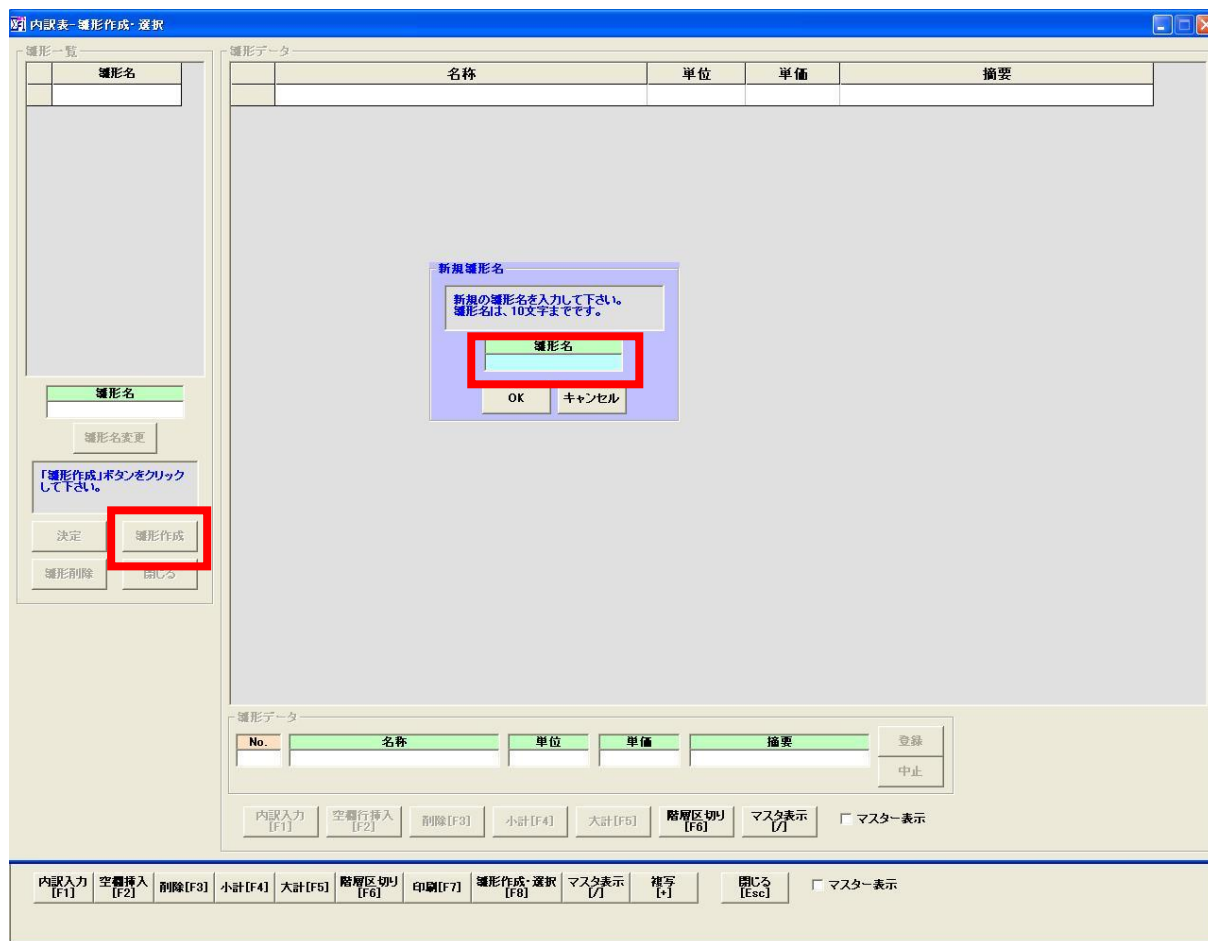 内訳表-雛形作成・選択
雛形一覧
雛形名
雛形データ
名称 単位 単価 摘要
新規雛形名
新規の雛形名を入力して下さい。
雛形名は、10文字までです。
雛形名
OK キャンセル
雛形名
雛形名変更
「雛形作成」ボタンをクリック
して下さい。
決定 雛形作成
雛形削除 閉じる
雛形データ
No. 名称 単位 単価 摘要
登録
中止
内訳入力 空欄行挿入 削除[F3] 小計[F4] 大計[F5] 階層区切り マスタ表示 マスター表示
[F1] [F2] [F6] [/]
内訳入力 空欄挿入 削除[F3] 小計[F4] 大計[F5] 階層区切り 印刷[F7] 雛形作成・選択 マスタ表示 複写 閉じる マスター表示
[F1] [F2] [F6] [F8] [/] [+] [Esc]